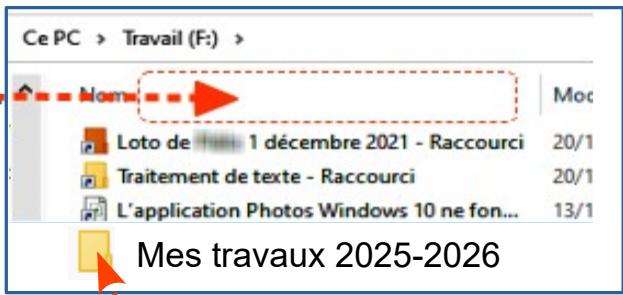 Ce PC > Travail (F:) >
Nom
Loto de 1 décembre 2021 - Raccourci 20/1
Traitement de texte - Raccourci 20/1
L'application Photos Windows 10 ne fon... 13/1
Mes travaux 2025-2026